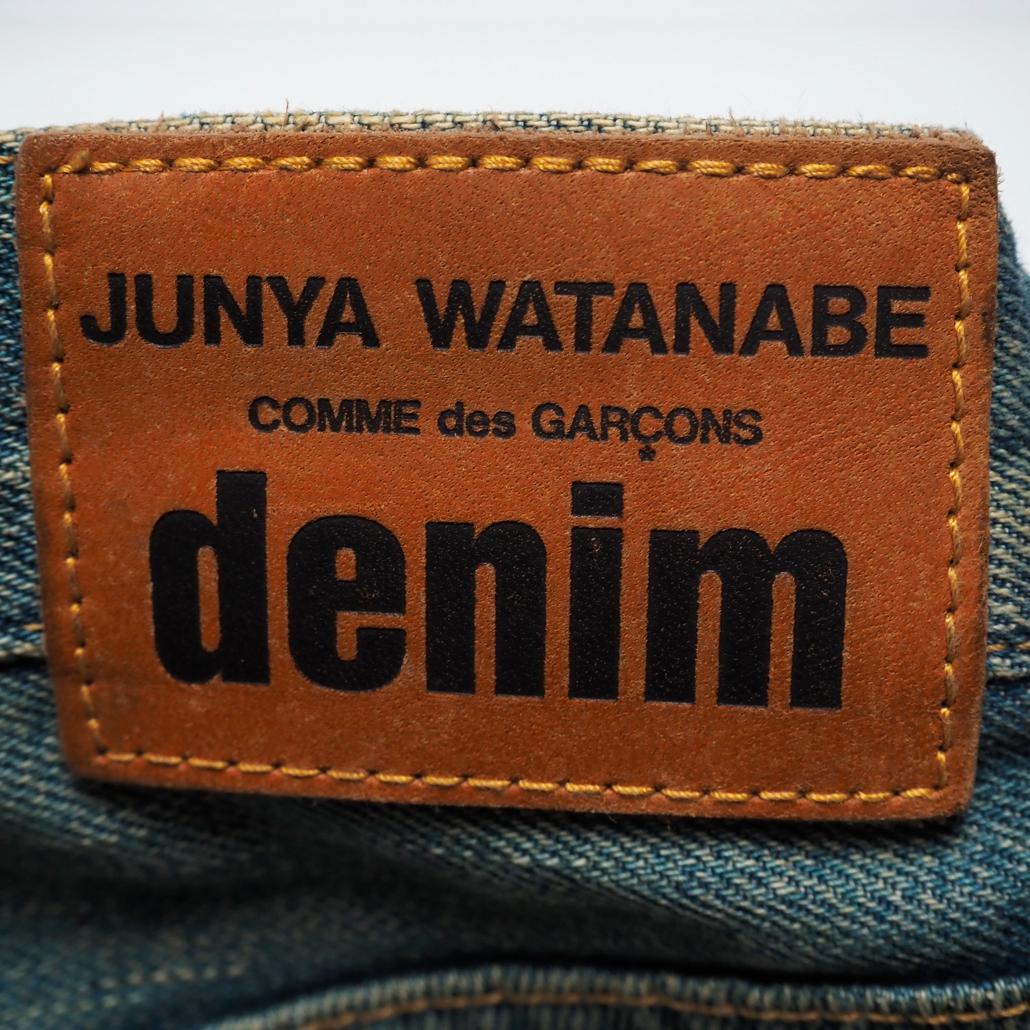 JUNYA WATANABE
COMME des GARÇONS
denim